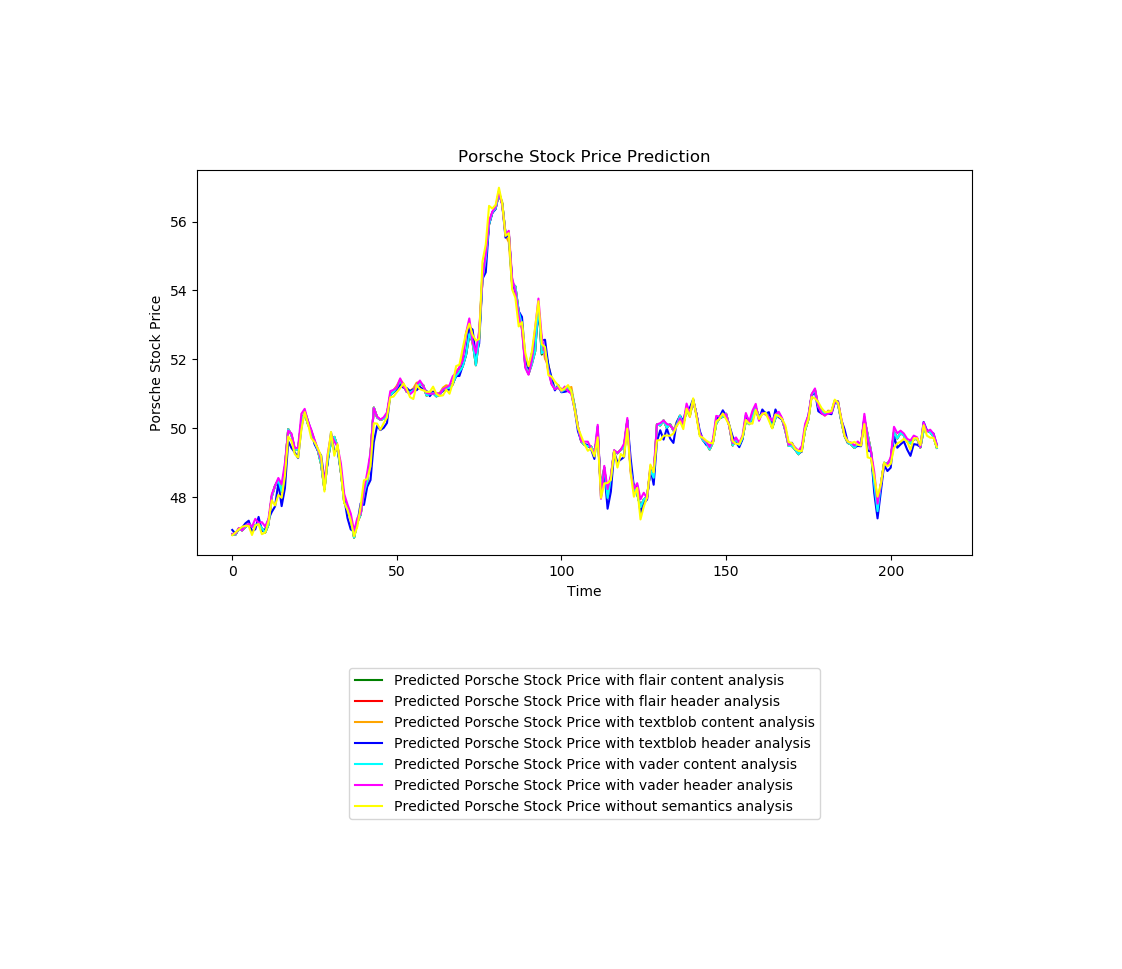 Porsche Stock Price Prediction
56
54
52
50
48
Porsche Stock Price
0 50 100 150 200
Time
Predicted Porsche Stock Price with flair content analysis
Predicted Porsche Stock Price with flair header analysis
Predicted Porsche Stock Price with textblob content analysis
Predicted Porsche Stock Price with textblob header analysis
Predicted Porsche Stock Price with vader content analysis
Predicted Porsche Stock Price with vader header analysis
Predicted Porsche Stock Price without semantics analysis